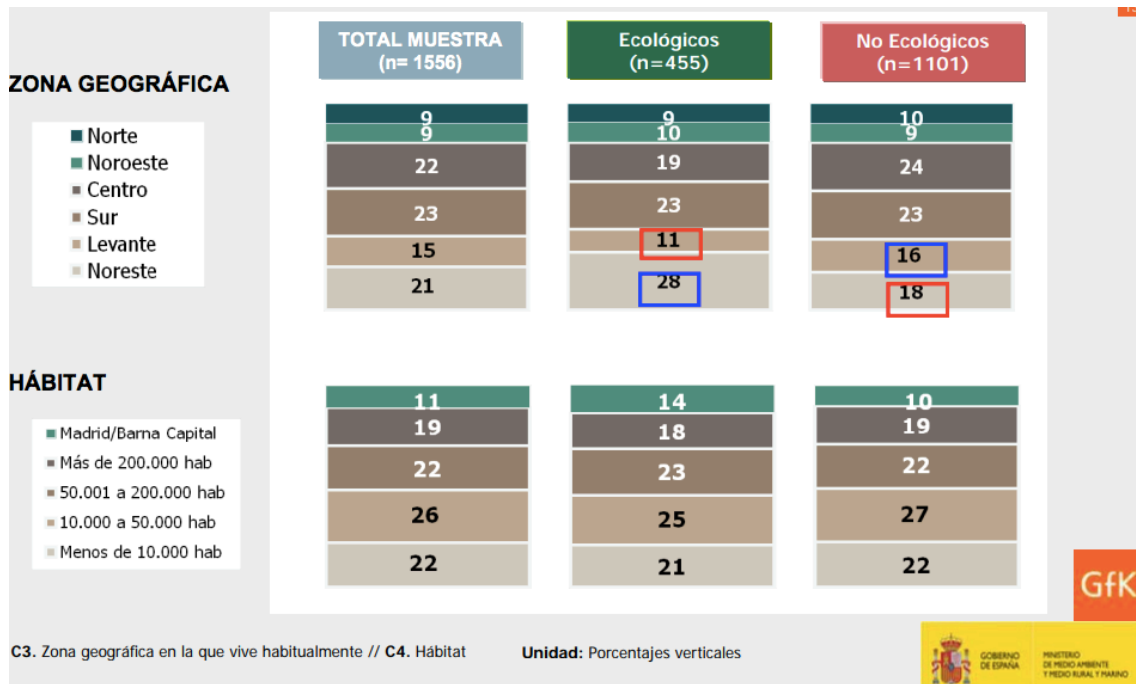 TOTAL MUESTRA
(n= 1556)
Ecológicos
(n=455)
No Ecológicos
(n=1101)
ZONA GEOGRÁFICA
Norte
Noroeste
Centro
Sur
Levante
Noreste
9
9
22
23
15
21
9
10
19
23
11
28
10
9
24
23
16
18
HÁBITAT
Madrid/Barna Capital
Más de 200.000 hab
50.001 a 200.000 hab
10.000 a 50.000 hab
Menos de 10.000 hab
11
19
22
26
22
14
18
23
25
21
10
19
22
27
22
GfK
C3. Zona geográfica en la que vive habitualmente // C4. Hábitat
Unidad: Porcentajes verticales
GOBIERNO
DE ESPAÑA
MINISTERIO
DE MEDIO AMBIENTE
Y MEDIO RURAL Y MARINO